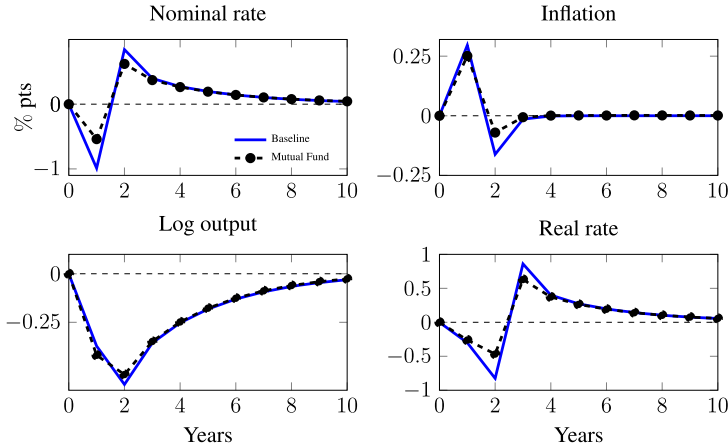 Nominal rate
% pts
0
−1
0 2 4 6 8 10
Baseline
Mutual Fund
Inflation
0.25
0
−0.25
0 2 4 6 8 10
Log output
0
−0.25
0 2 4 6 8 10
Years
Real rate
1
0.5
0
−0.5
−1
0 2 4 6 8 10
Years